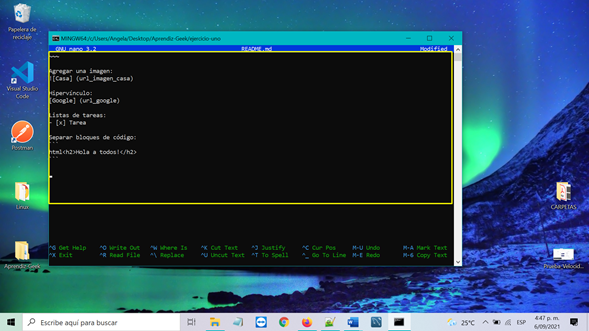 Papelera de
reciclaje
Visual Studio
Code
Postman
Linux
Aprendiz-Geek
CARPETAS
Prueba_Velocid...
MINGW64:/c/Users/Angela/Desktop/Aprendiz-Geek/ejercicio-uno
GNU nano 3.2 README.md Modified
Agregar una imagen:
![Casa] (url_imagen_casa)
Hipervínculo:
[Google] (url_google)
Listas de tareas:
- [x] Tarea
Separar bloques de código:
```
html<h2>Hola a todos!</h2>
```
^G Get Help ^O Write Out ^W Where Is ^K Cut Text ^J Justify ^C Cur Pos M-U Undo M-A Mark Text
^X Exit ^R Read File ^\ Replace ^U Uncut Text ^T To Spell ^_ Go To Line M-E Redo M-6 Copy Text
Escribe aquí para buscar
25°C
ESP
4:47 p. m.
6/09/2021